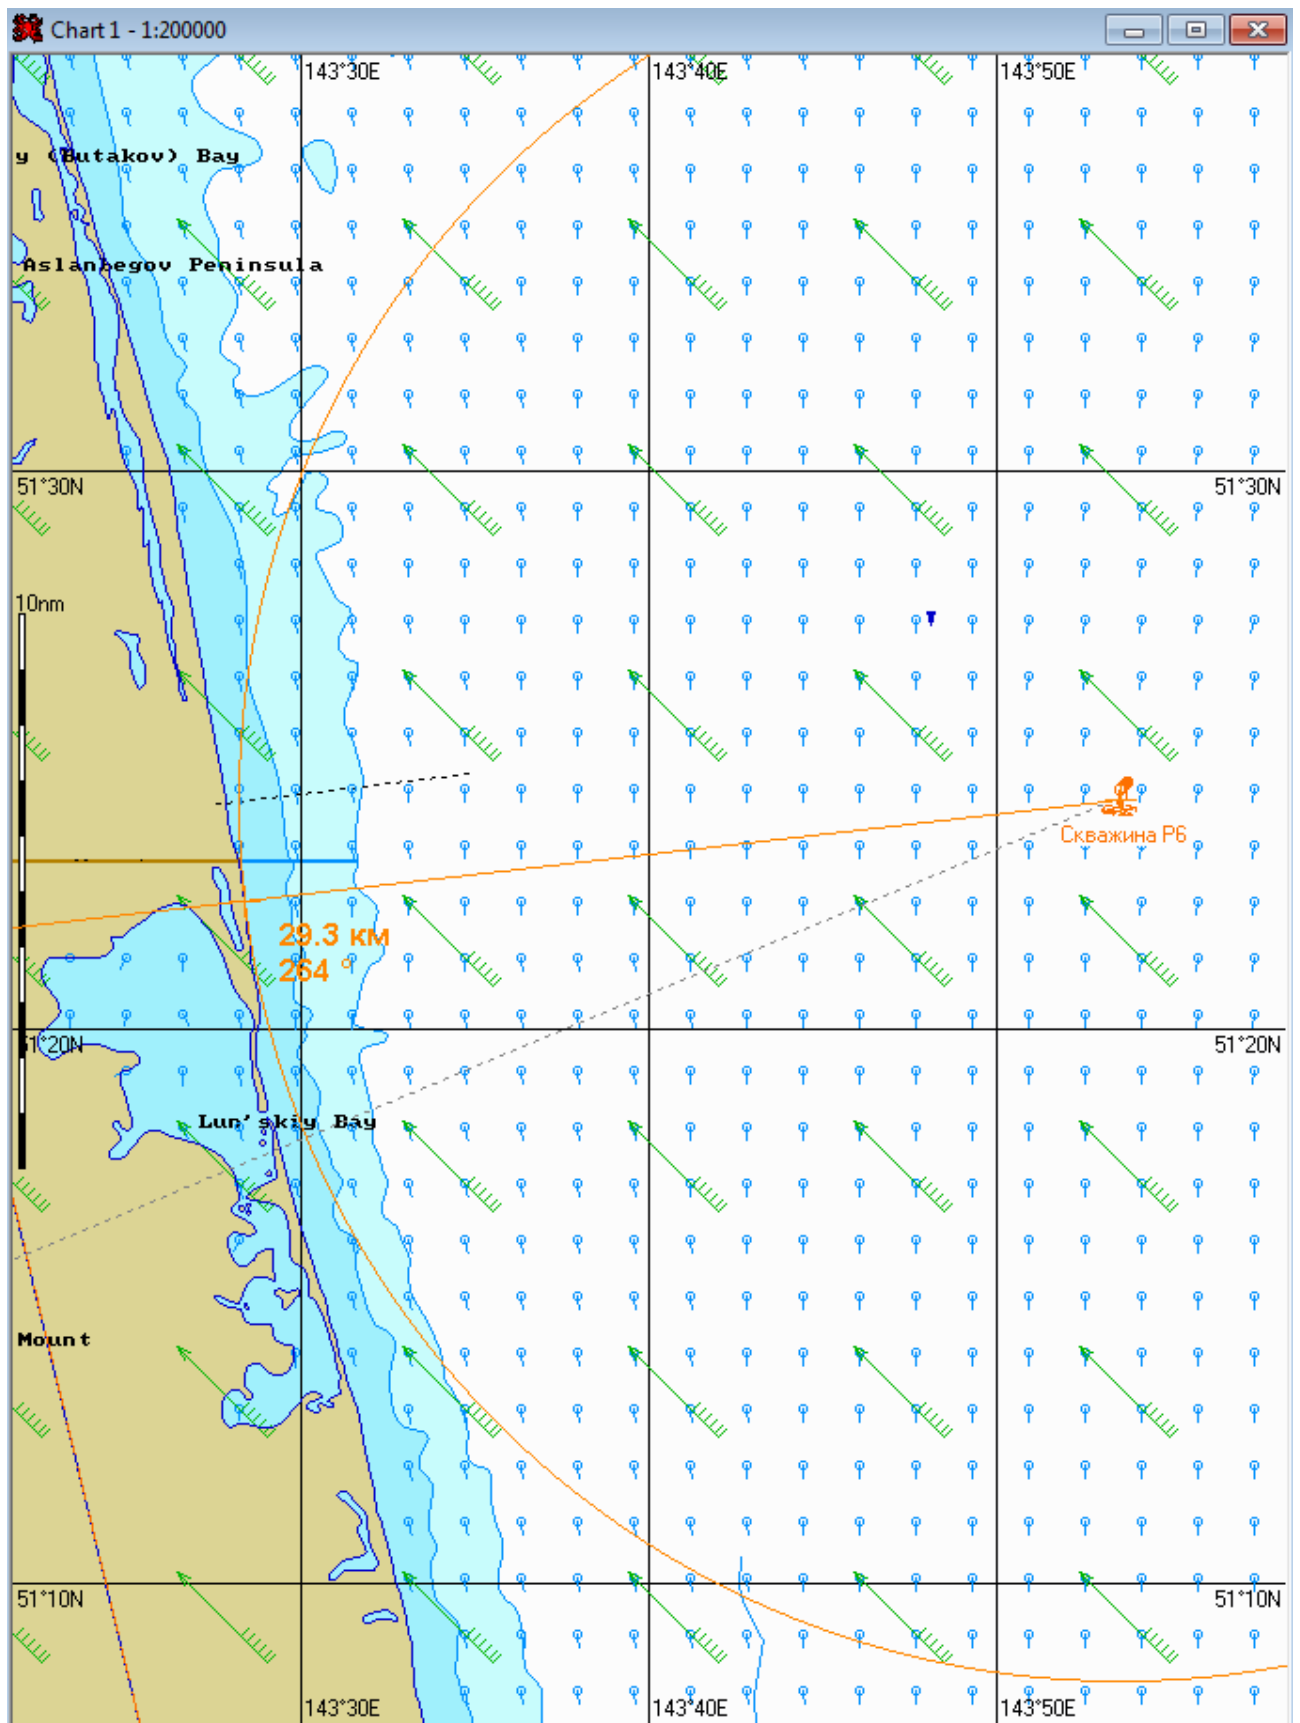 Chart 1 - 1:200000
143°30E 143°40E 143°50E
y (Butakov) Bay
Aslanbegov Peninsula
51°30N 51°30N
10nm
Скважина Р6
29.3 км
264 °
51°20N 51°20N
Lun'skiy Bay
Mount
51°10N 51°10N
143°30E 143°40E 143°50E